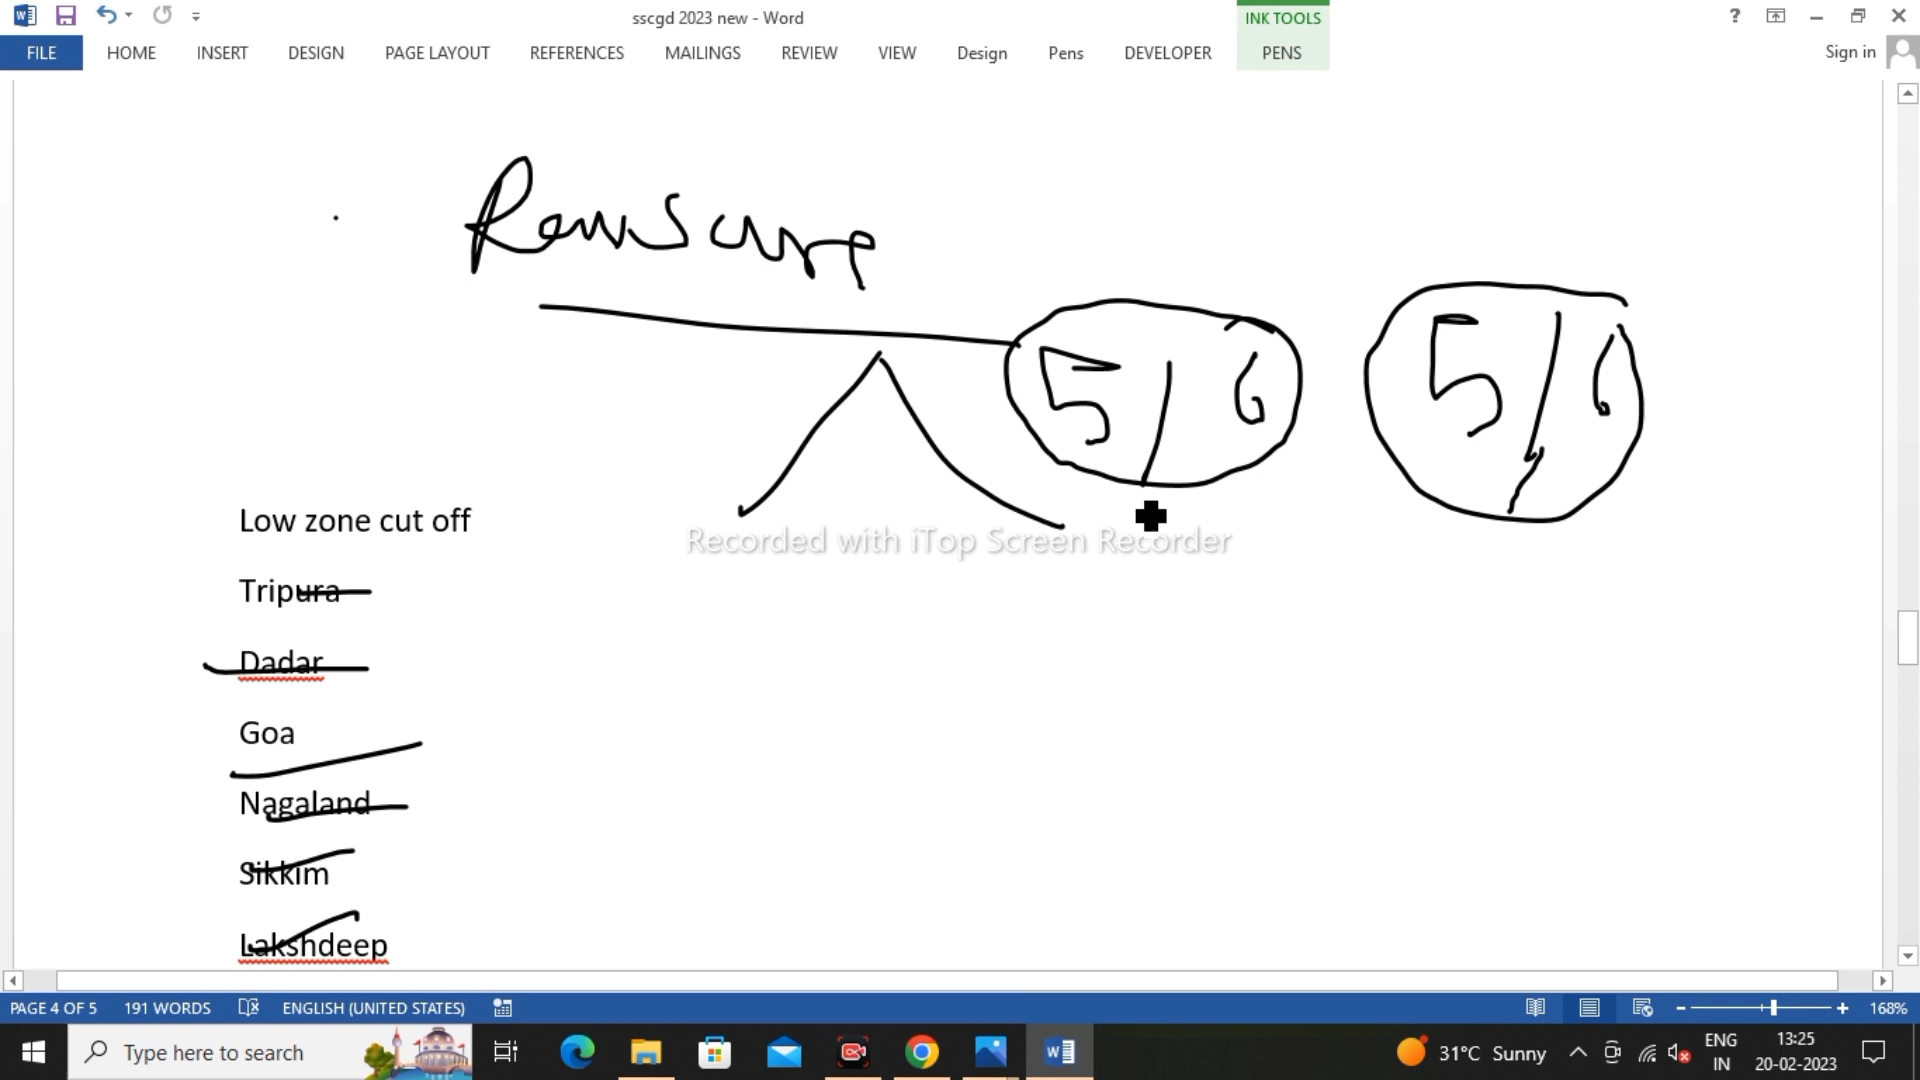 sscgd 2023 new - Word
INK TOOLS
? 
FILE HOME INSERT DESIGN PAGE LAYOUT REFERENCES MAILINGS REVIEW VIEW Design Pens DEVELOPER PENS Sign in
5/6 5/6
Low zone cut off
Recorded with iTop Screen Recorder
Tripura
Dadar
Goa
Nagaland
Sikkim
Lakshdeep
PAGE 4 OF 5 191 WORDS ENGLISH (UNITED STATES) 168%
Type here to search 31°C Sunny ENG 13:25
IN 20-02-2023